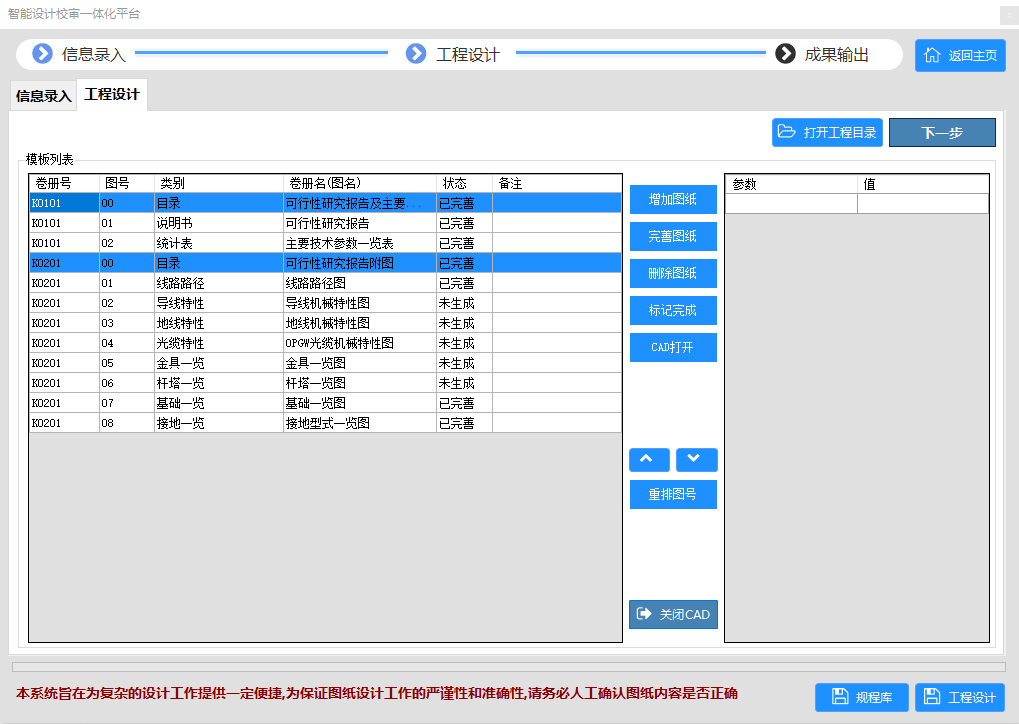 智能设计校审一体化平台
信息录入 工程设计 成果输出 返回主页
信息录入 工程设计
打开工程目录 下一步
模板列表
卷册号 图号 类别 卷册名(图名) 状态 备注
K0101 00 目录 可行性研究报告及主要... 已完善
K0101 01 说明书 可行性研究报告 已完善
K0101 02 统计表 主要技术参数一览表 已完善
K0201 00 目录 可行性研究报告附图 已完善
K0201 01 线路路径 线路路径图 已完善
K0201 02 导线特性 导线机械特性图 未生成
K0201 03 地线特性 地线机械特性图 未生成
K0201 04 光缆特性 OPGW光缆机械特性图 未生成
K0201 05 金具一览 金具一览图 未生成
K0201 06 杆塔一览 杆塔一览图 未生成
K0201 07 基础一览 基础一览图 已完善
K0201 08 接地一览 接地型式一览图 已完善
增加图纸
完善图纸
删除图纸
标记完成
CAD打开
重排图号
关闭CAD
参数 值
本系统旨在为复杂的设计工作提供一定便捷,为保证图纸设计工作的严谨性和准确性,请务必人工确认图纸内容是否正确
规程库 工程设计